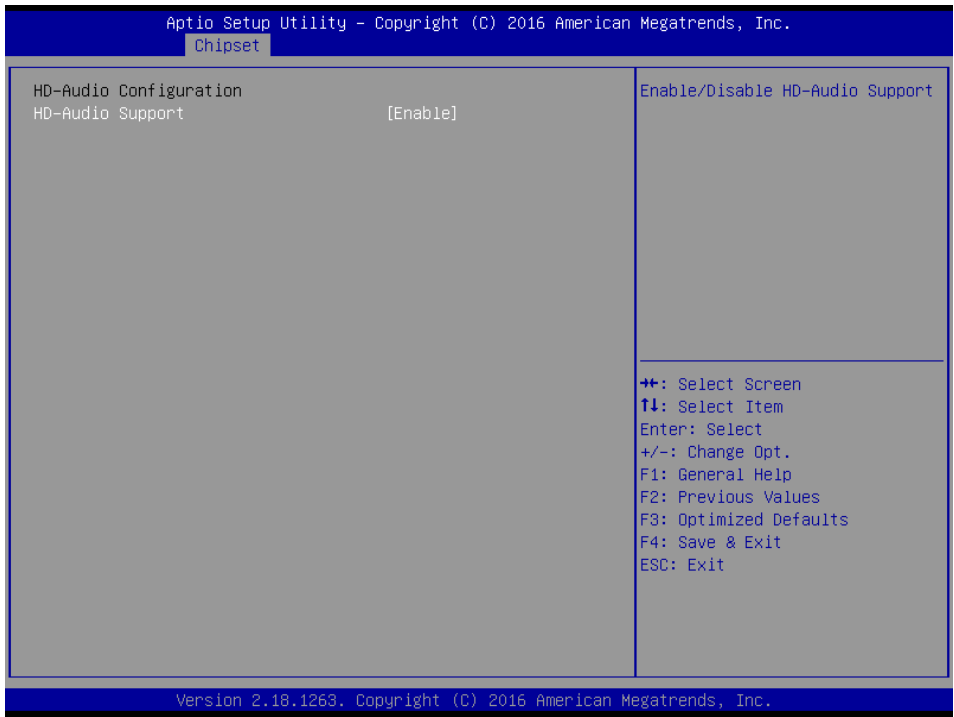 Aptio Setup Utility – Copyright (C) 2016 American Megatrends, Inc.
Chipset
HD-Audio Configuration
HD-Audio Support [Enable]
Enable/Disable HD-Audio Support
→←: Select Screen
↑↓: Select Item
Enter: Select
+/-: Change Opt.
F1: General Help
F2: Previous Values
F3: Optimized Defaults
F4: Save & Exit
ESC: Exit
Version 2.18.1263. Copyright (C) 2016 American Megatrends, Inc.